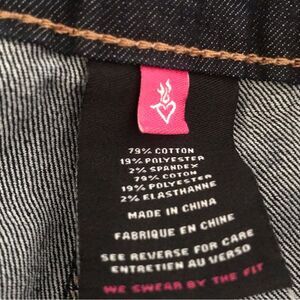 79% COTTON
19% POLYESTER
2% SPANDEX
79% COTON
19% POLYESTER
2% ELASTHANNE
MADE IN CHINA
FABRIQUE EN CHINE
SEE REVERSE FOR CARE
ENTRETIEN AU VERSO
WE SWEAR BY THE FIT